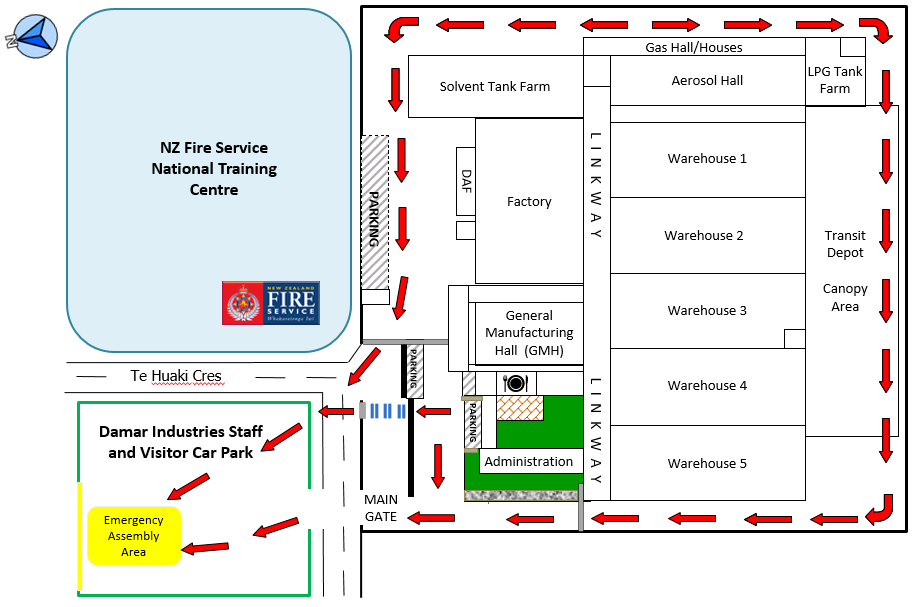 N
NZ Fire Service
National Training
Centre
NEW ZEALAND
FIRE
SERVICE
Whakaratonga Iwi
PARKING
Solvent Tank Farm
Gas Hall/Houses
Aerosol Hall
LPG Tank
Farm
DAF
Factory
LINKWAY
Warehouse 1
Warehouse 2
Transit
Depot
Canopy
Area
Warehouse 3
General
Manufacturing
Hall (GMH)
PARKING
Te Huaki Cres
Warehouse 4
LINKWAY
PARKING
Damar Industries Staff
and Visitor Car Park
Administration
Warehouse 5
MAIN
GATE
Emergency
Assembly
Area